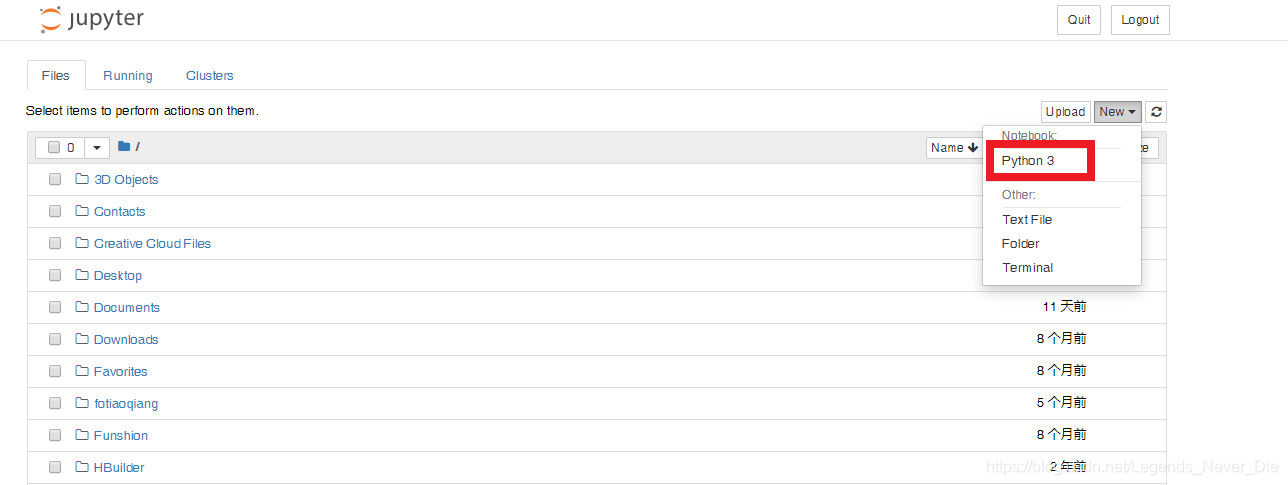 jupyter
Quit Logout
Files Running Clusters
Select items to perform actions on them.
Upload New
0 / Name
Notebook:
Python 3
Other:
Text File
Folder
Terminal
3D Objects
Contacts
Creative Cloud Files
Desktop
Documents 11 天前
Downloads 8 个月前
Favorites 8 个月前
fotiaoqiang 5 个月前
Funshion 8 个月前
HBuilder 2 年前
https://blog.csdn.net/Legends_Never_Die